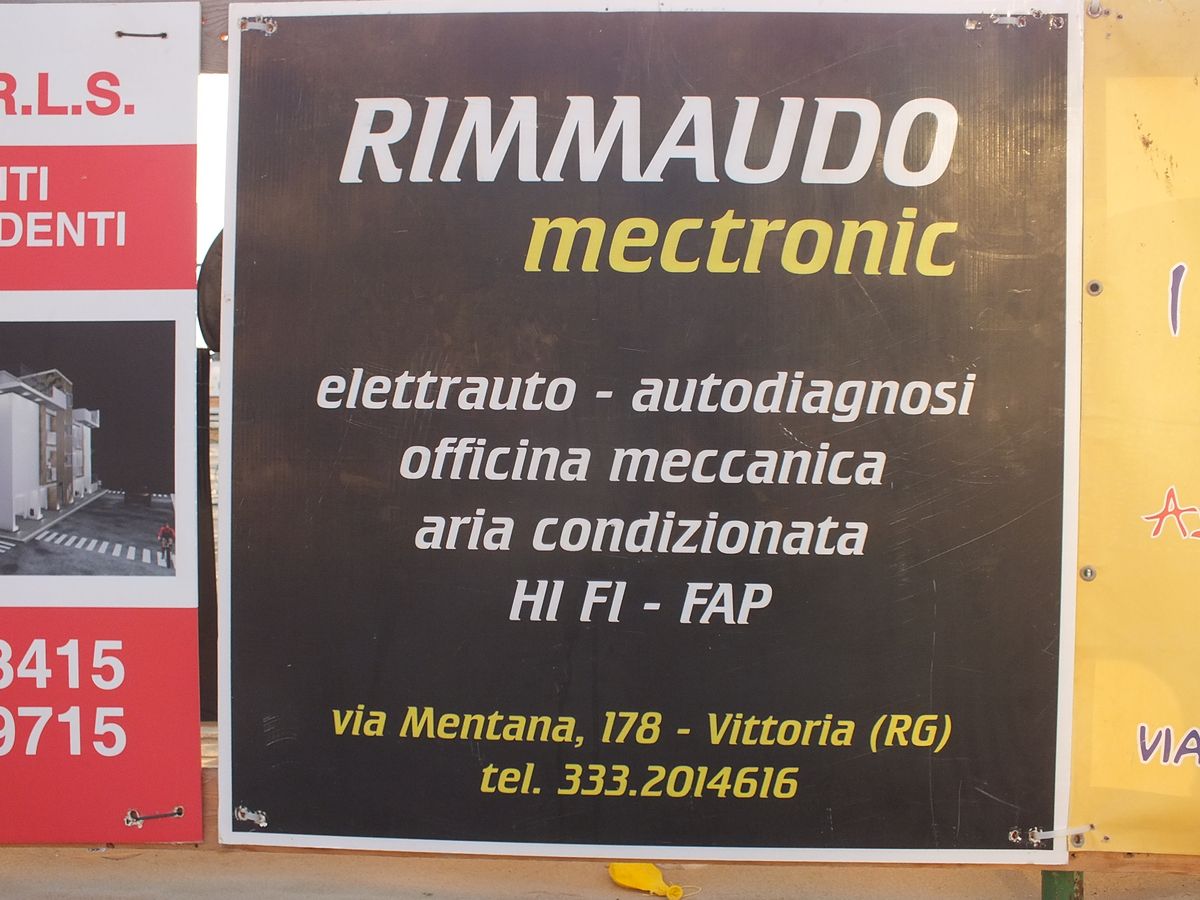 R.L.S.
DENTI
3415
9715
RIMMAUDO
mectronic
elettrauto - autodiagnosi
officina meccanica
aria condizionata
HI FI - FAP
via Mentana, 178 - Vittoria (RG)
tel. 333.2014616
VIA